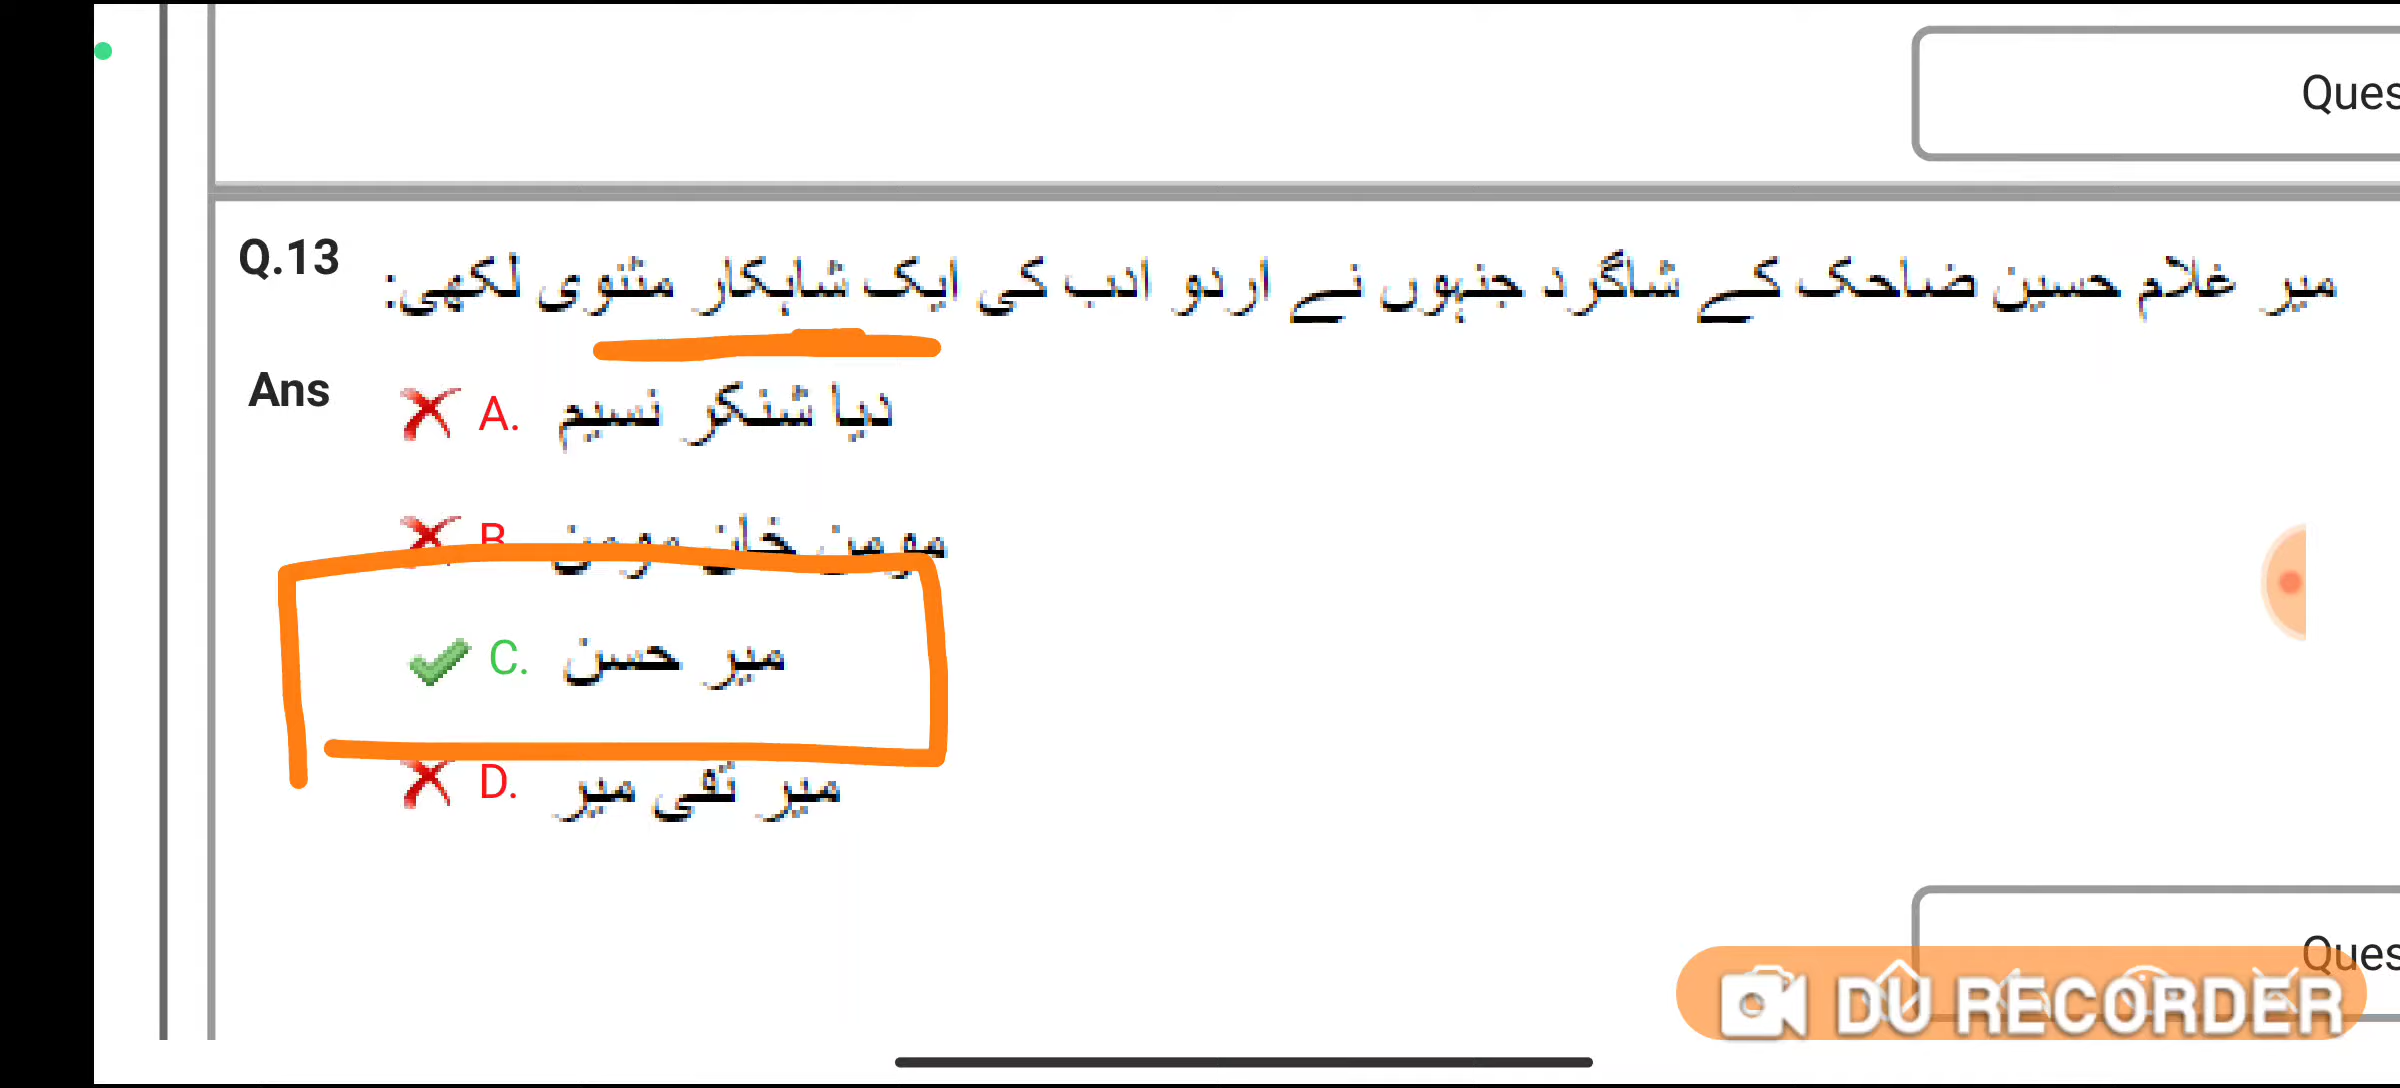 Ques
Q.13 میر غلام حسین ضاحک کے شاگرد جنہوں نے اردو ادب کی ایک شاہکار مثنوی لکھی:
Ans A. دیا شنکر نسیم
B مومن خان مومن
C. میر حسن
D. میر تقی میر
Ques
DU RECORDER